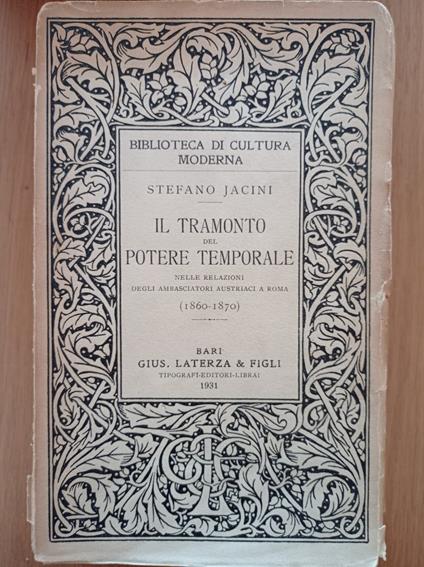 BIBLIOTECA DI CULTURA
MODERNA
STEFANO JACINI
IL TRAMONTO
DEL
POTERE TEMPORALE
NELLE RELAZIONI
DEGLI AMBASCIATORI AUSTRIACI A ROMA
(1860-1870)
BARI
GIUS. LATERZA & FIGLI
TIPOGRAFI-EDITORI-LIBRAI
1931